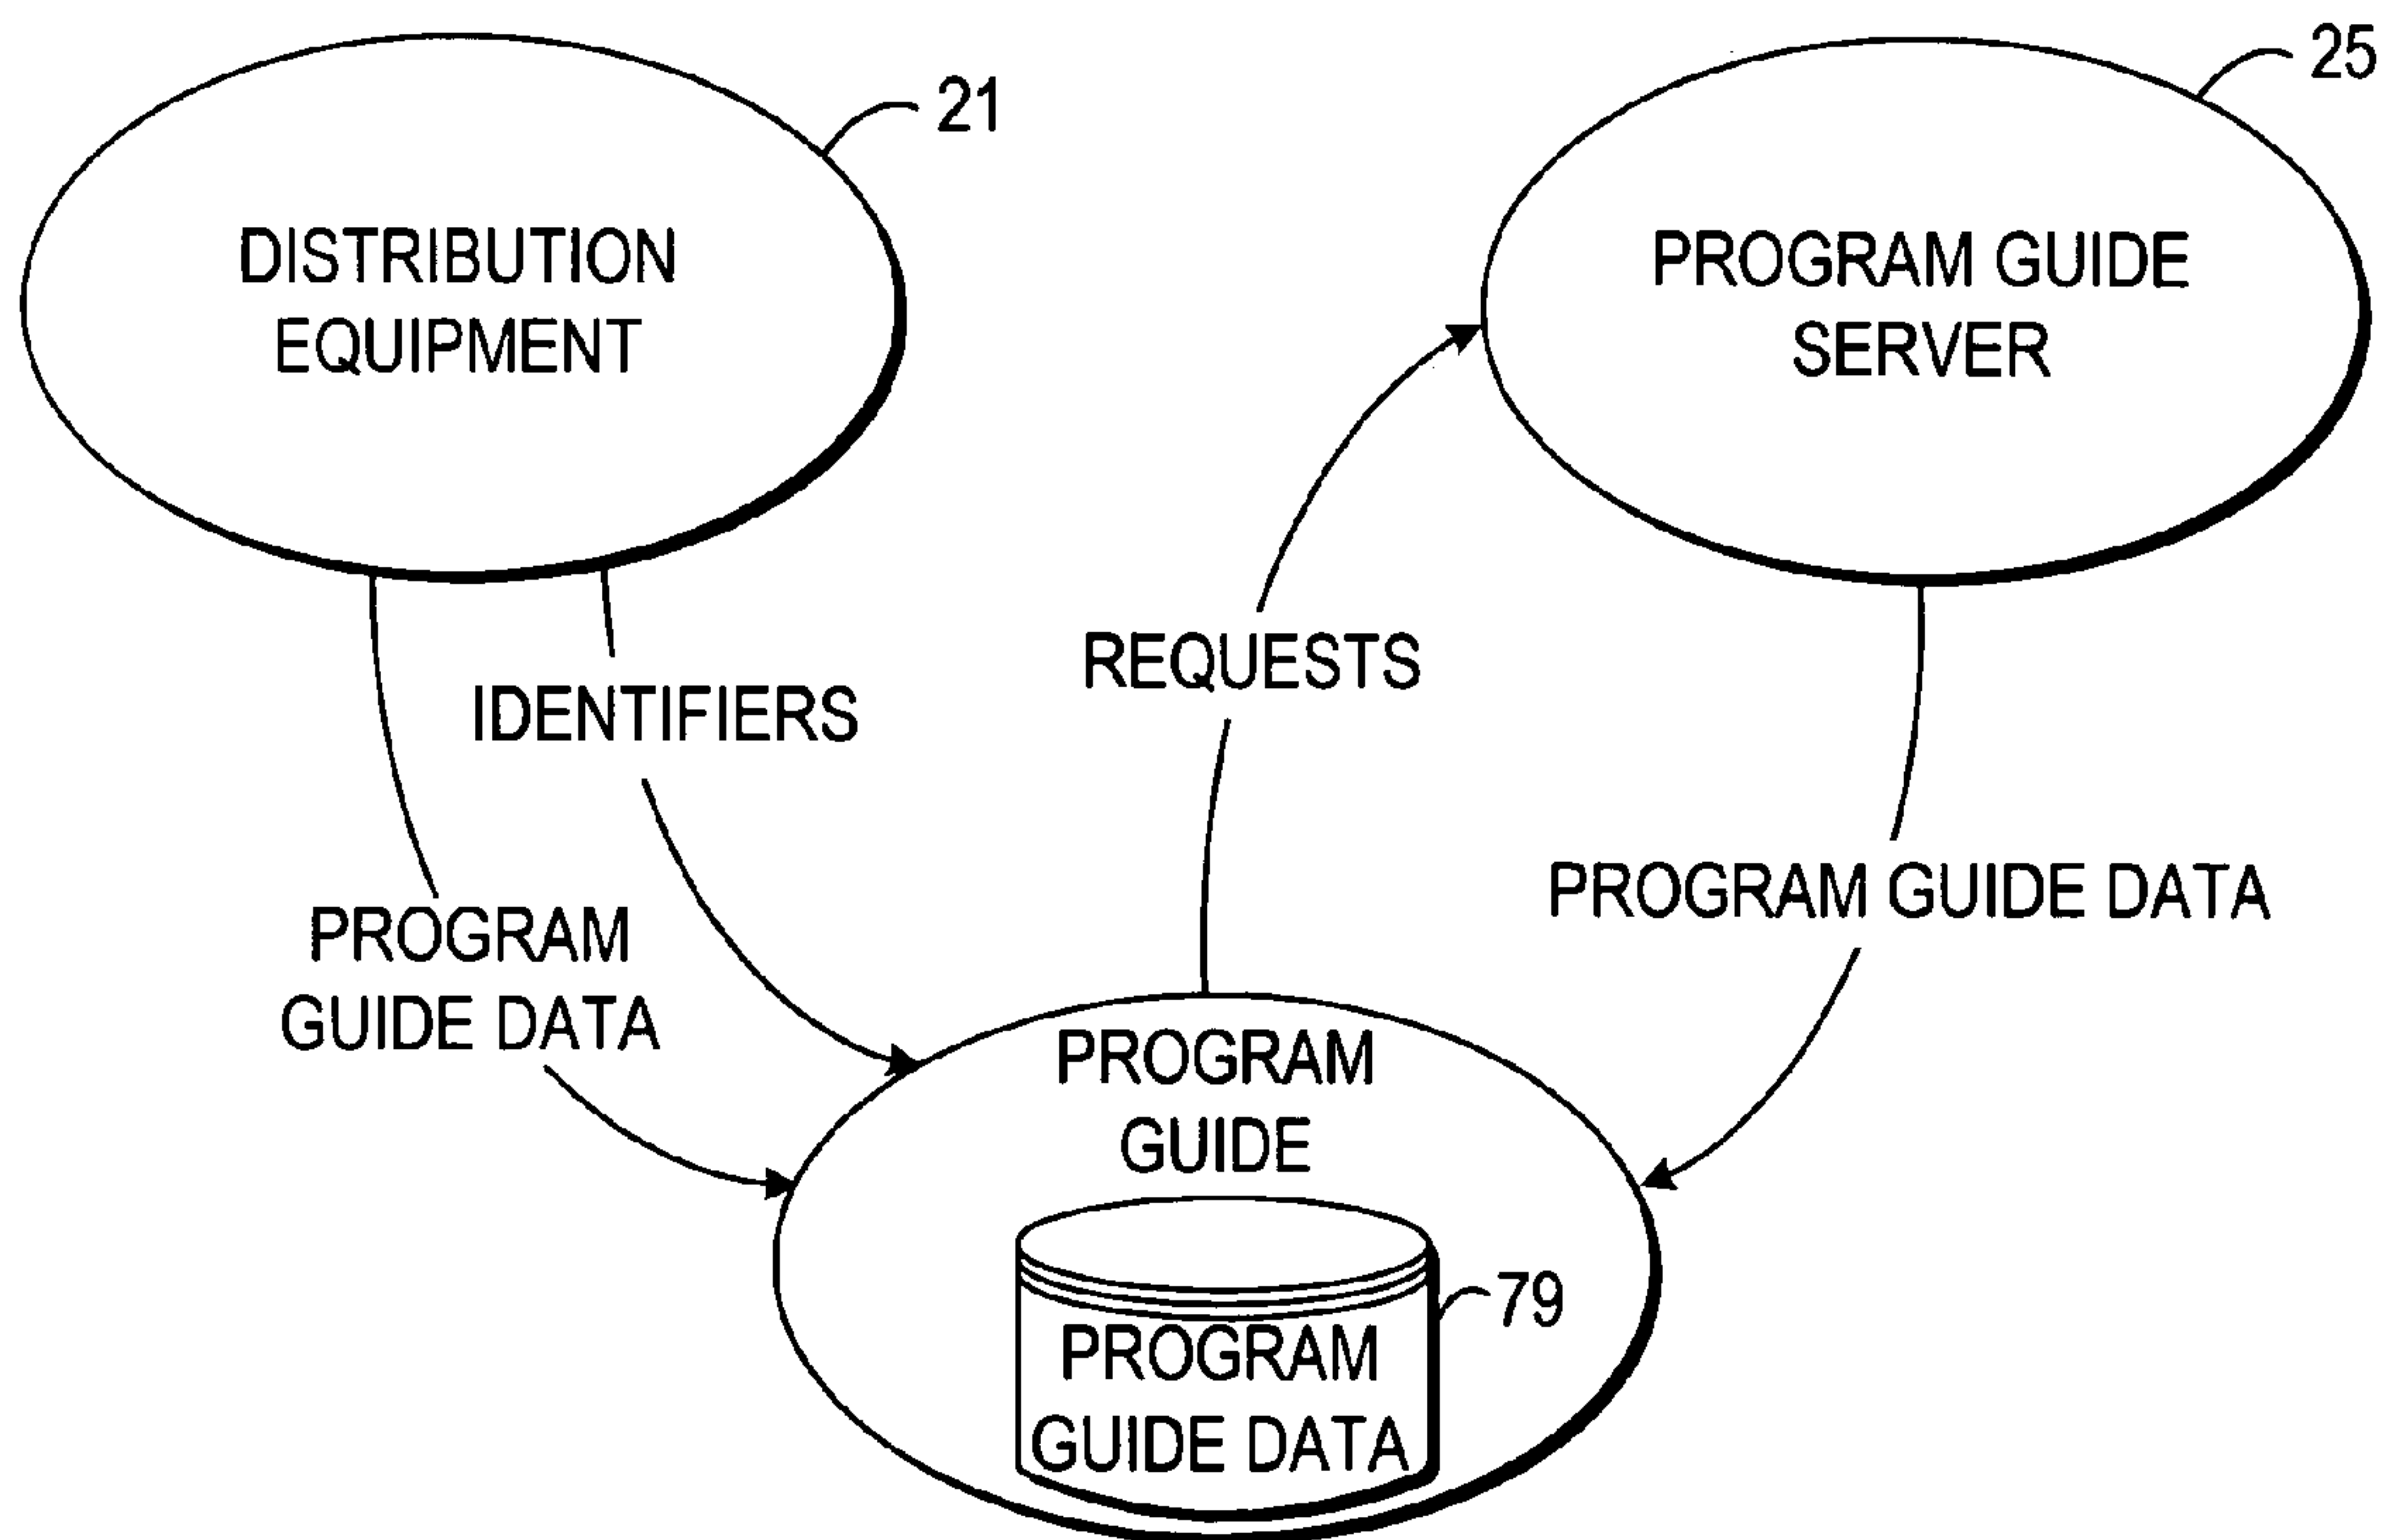 21
25
DISTRIBUTION
EQUIPMENT
PROGRAM GUIDE
SERVER
IDENTIFIERS
REQUESTS
PROGRAM
GUIDE DATA
PROGRAM GUIDE DATA
PROGRAM
GUIDE
79
PROGRAM
GUIDE DATA